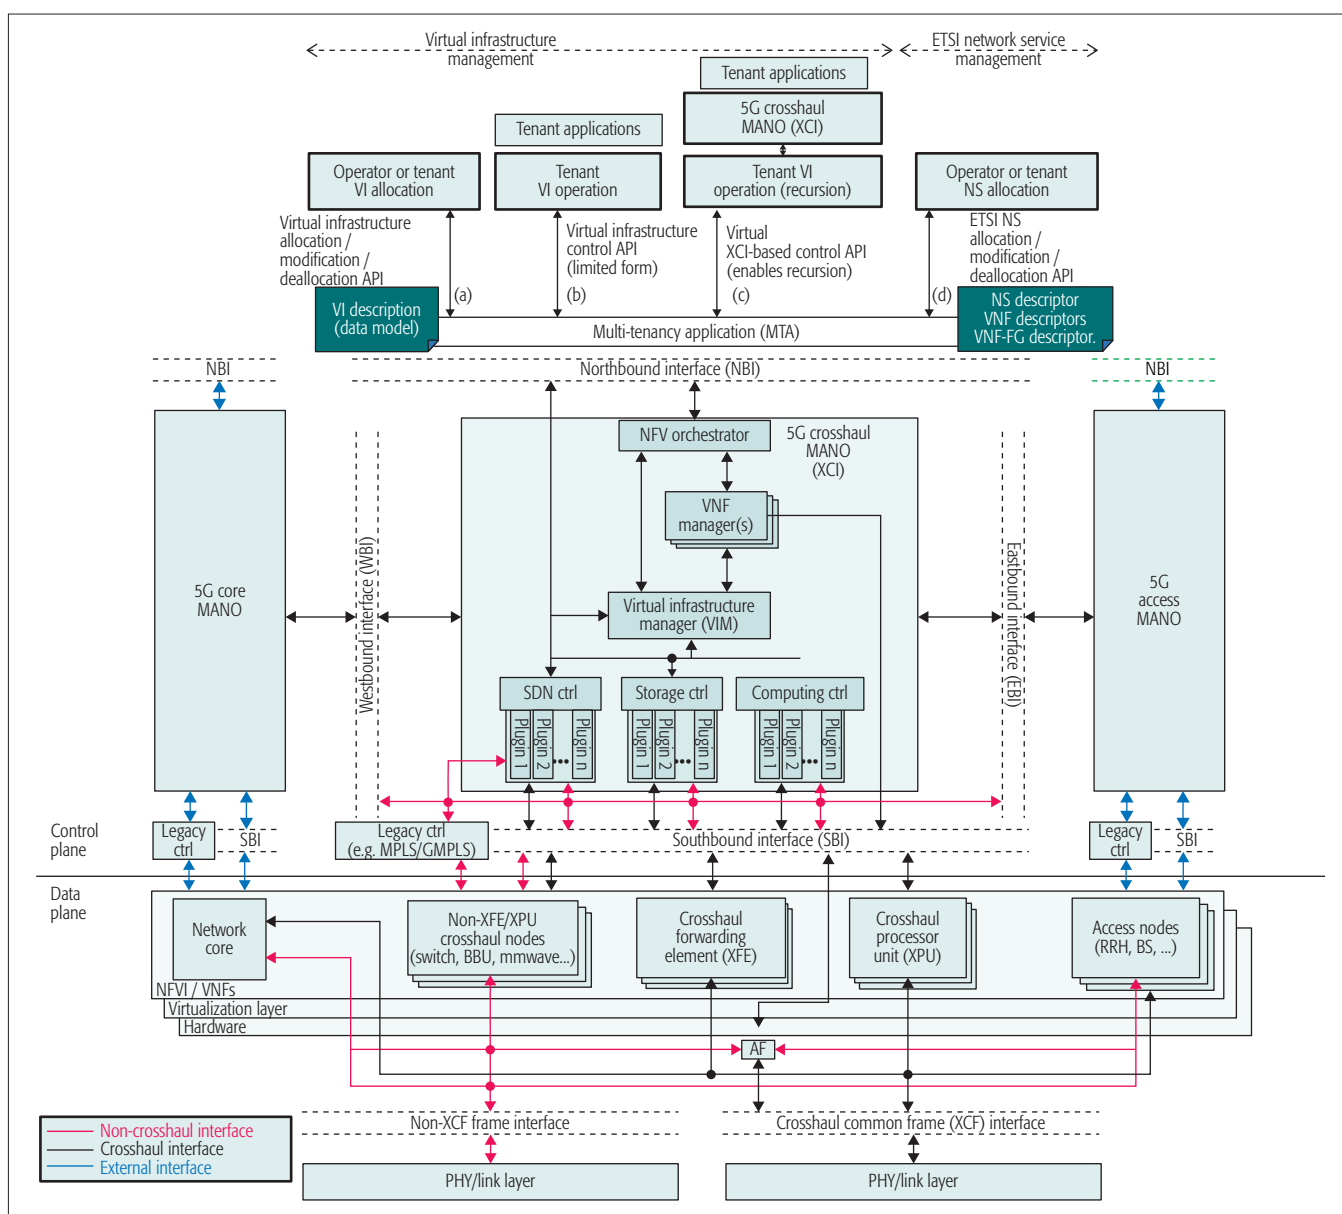 Virtual infrastructure
management
ETSI network service
management
Tenant applications
5G crosshaul
MANO (XCI)
Tenant applications
Operator or tenant
VI allocation
Tenant
VI operation
Tenant VI
operation (recursion)
Operator or tenant
NS allocation
Virtual infrastructure
allocation /
modification /
deallocation API
(a)
Virtual infrastructure
control API
(limited form)
(b)
Virtual
XCI-based control API
(enables recursion)
(c)
ETSI NS
allocation /
modification /
deallocation API
(d)
VI description
(data model)
Multi-tenancy application (MTA)
NS descriptor
VNF descriptors
VNF-FG descriptor.
NBI
Northbound interface (NBI)
NBI
5G core
MANO
Westbound interface (WBI)
NFV orchestrator
5G crosshaul
MANO
(XCI)
VNF
manager(s)
Virtual infrastructure
manager (VIM)
SDN ctrl
Plugin 1
Plugin 2
...
Plugin n
Storage ctrl
Plugin 1
Plugin 2
...
Plugin n
Computing ctrl
Plugin 1
Plugin 2
...
Plugin n
Eastbound interface (EBI)
5G
access
MANO
Control
plane
Legacy
ctrl
SBI
Legacy ctrl
(e.g. MPLS/GMPLS)
Southbound interface (SBI)
Legacy
ctrl
SBI
Data
plane
Network
core
Non-XFE/XPU
crosshaul nodes
(switch, BBU, mmwave...)
Crosshaul
forwarding
element (XFE)
Crosshaul
processor
unit (XPU)
Access nodes
(RRH, BS, ...)
NFVI / VNFs
Virtualization layer
Hardware
AF
Non-XCF frame interface
Crosshaul common frame (XCF) interface
PHY/link layer
PHY/link layer
Non-crosshaul interface
Crosshaul interface
External interface